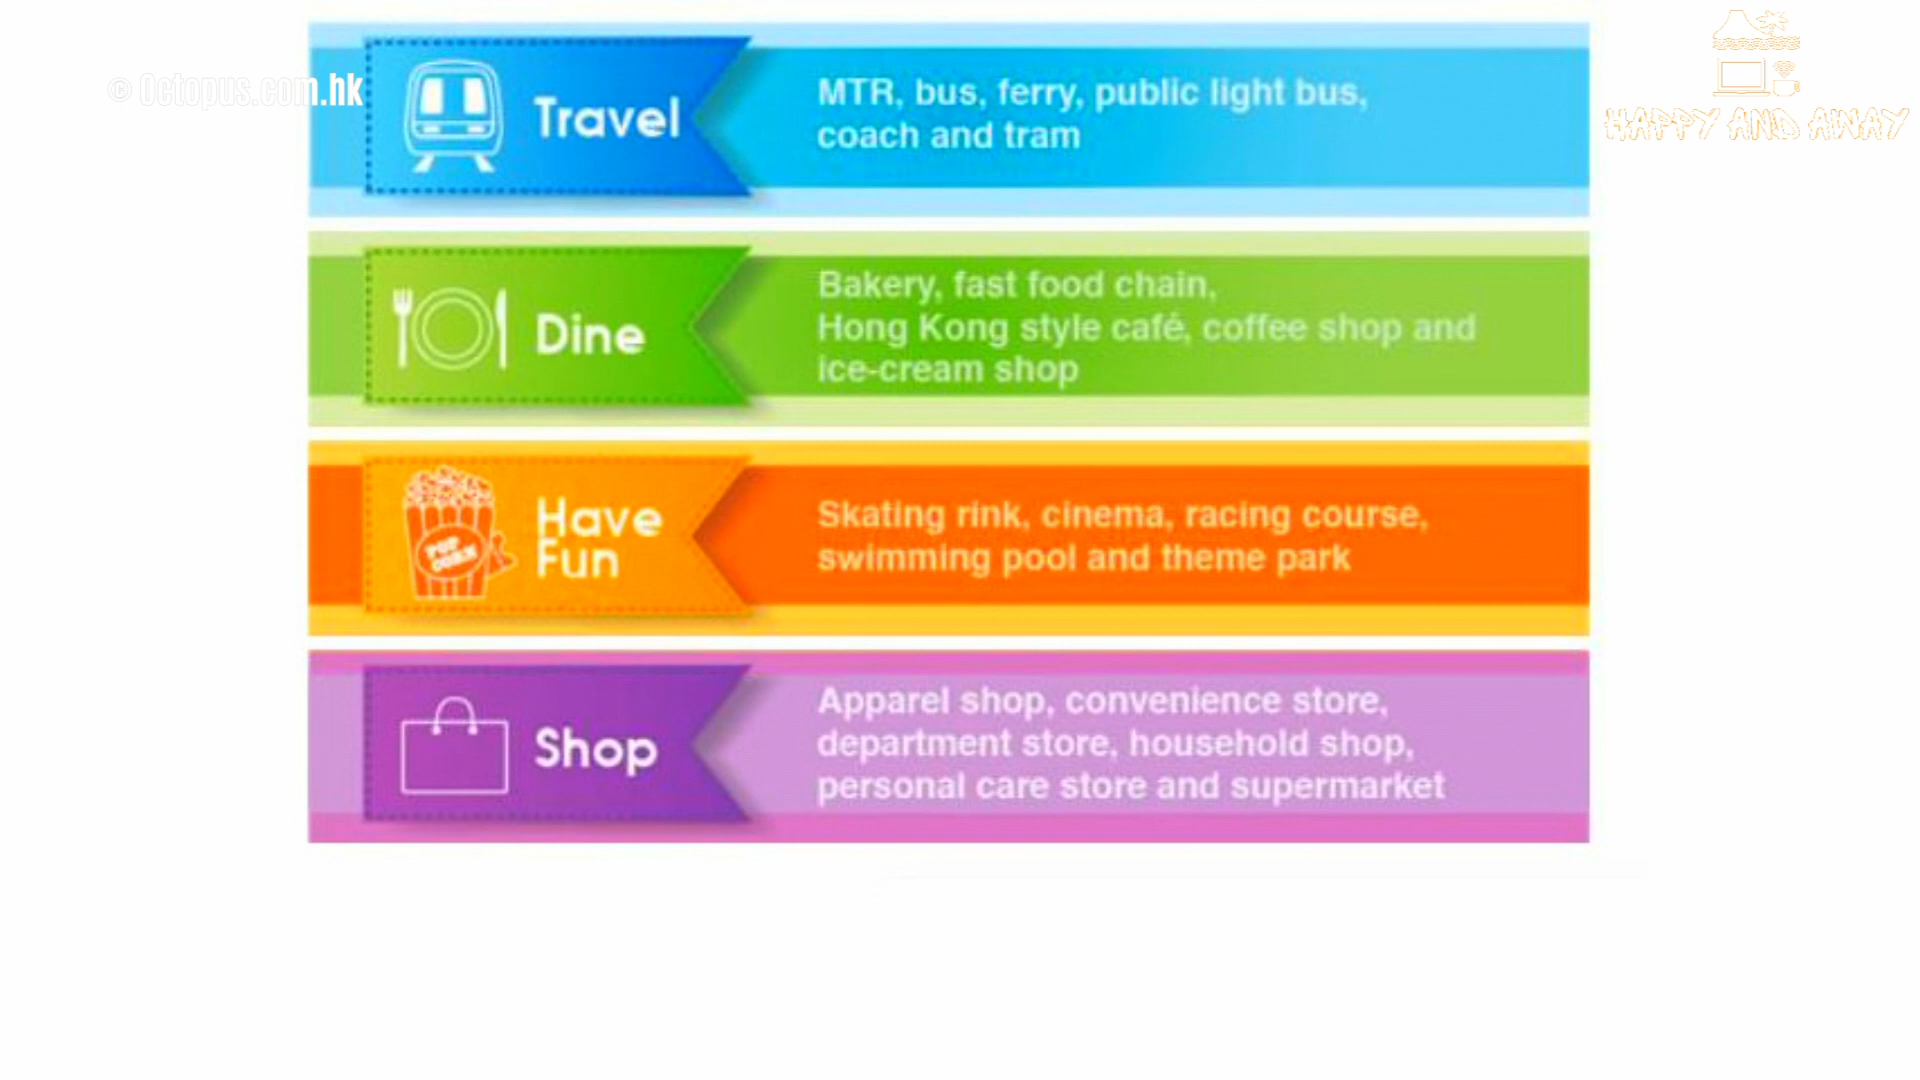 © Octopus.com.hk
HAPPY AND AWAY
Travel
MTR, bus, ferry, public light bus,
coach and tram
Dine
Bakery, fast food chain,
Hong Kong style café, coffee shop and
ice-cream shop
POP
CORN
Have
Fun
Skating rink, cinema, racing course,
swimming pool and theme park
Shop
Apparel shop, convenience store,
department store, household shop,
personal care store and supermarket